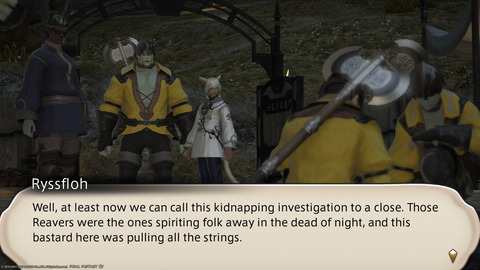 Ryssfloh
Well, at least now we can call this kidnapping investigation to a close. Those
Reavers were the ones spiriting folk away in the dead of night, and this
bastard here was pulling all the strings.